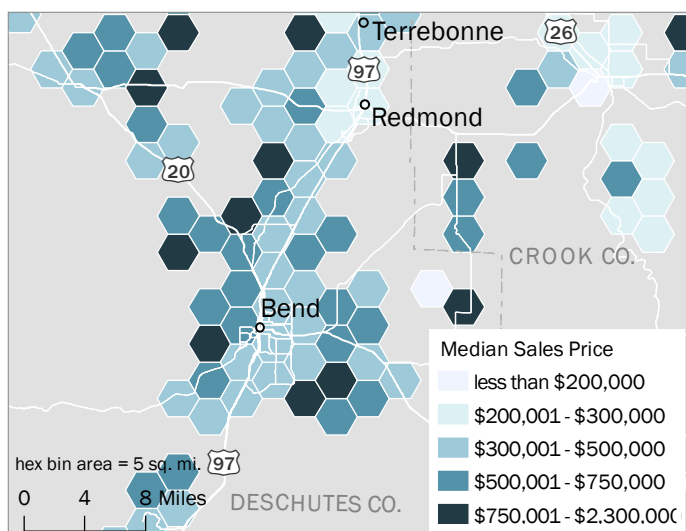 Terrebonne
26
97
Redmond
20
CROOK CO.
Bend
Median Sales Price
less than $200,000
$200,001 - $300,000
$300,001 - $500,000
$500,001 - $750,000
$750,001 - $2,300,000
hex bin area = 5 sq. mi.
97
0 4 8 Miles
DESCHUTES CO.